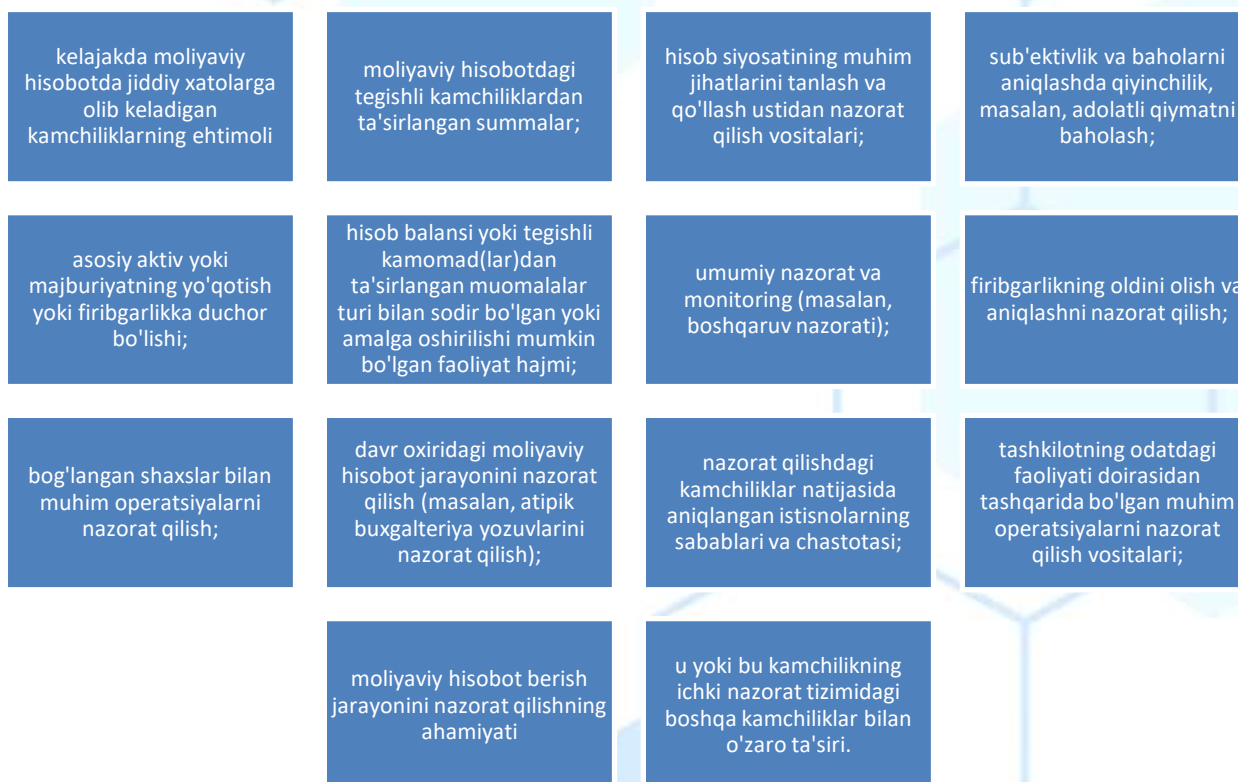 kelajakda moliyaviy
hisobotda jiddiy xatolarga
olib keladigan
kamchiliklarning ehtimoli
moliyaviy hisobotdagi
tegishli kamchiliklardan
ta'sirlangan summalar;
hisob siyosatining muhim
jihatlarini tanlash va
qo'llash ustidan nazorat
qilish vositalari;
sub'ektivlik va baholarni
aniqlashda qiyinchilik,
masalan, adolatli qiymatni
baholash;
asosiy aktiv yoki
majburiyatning yo'qotish
yoki firibgarlikka duchor
bo'lishi;
hisob balansi yoki tegishli
kamomad(lar)dan
ta'sirlangan muomalalar
turi bilan sodir bo'lgan yoki
amalga oshirilishi mumkin
bo'lgan faoliyat hajmi;
umumiy nazorat va
monitoring (masalan,
boshqaruv nazorati);
firibgarlikning oldini olish va
aniqlashni nazorat qilish;
bog'langan shaxslar bilan
muhim operatsiyalarni
nazorat qilish;
davr oxiridagi moliyaviy
hisobot jarayonini nazorat
qilish (masalan, atipik
buxgalteriya yozuvlarini
nazorat qilish);
nazorat qilishdagi
kamchiliklar natijasida
aniqlangan istisnolarning
sabablari va chastotasi;
tashkilotning odatdagi
faoliyati doirasidan
tashqarida bo'lgan muhim
operatsiyalarni nazorat
qilish vositalari;
moliyaviy hisobot berish
jarayonini nazorat qilishning
ahamiyati
u yoki bu kamchilikning
ichki nazorat tizimidagi
boshqa kamchiliklar bilan
o'zaro ta'siri.